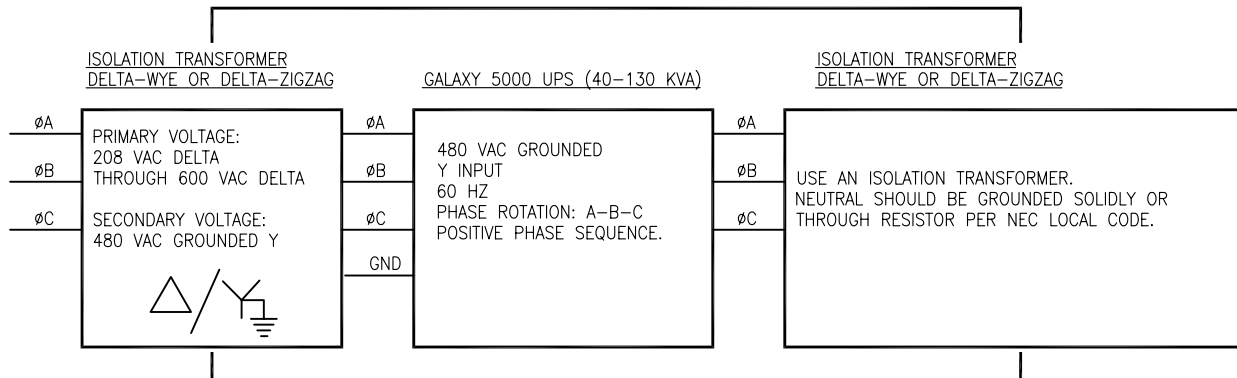 ISOLATION TRANSFORMER
DELTA-WYE OR DELTA-ZIGZAG
GALAXY 5000 UPS (40-130 KVA)
ISOLATION TRANSFORMER
DELTA-WYE OR DELTA-ZIGZAG
øA
øB
øC
PRIMARY VOLTAGE:
208 VAC DELTA
THROUGH 600 VAC DELTA
SECONDARY VOLTAGE:
480 VAC GROUNDED Y
øA
øB
øC
GND
480 VAC GROUNDED
Y INPUT
60 HZ
PHASE ROTATION: A-B-C
POSITIVE PHASE SEQUENCE.
øA
øB
øC
USE AN ISOLATION TRANSFORMER.
NEUTRAL SHOULD BE GROUNDED SOLIDLY OR
THROUGH RESISTOR PER NEC LOCAL CODE.